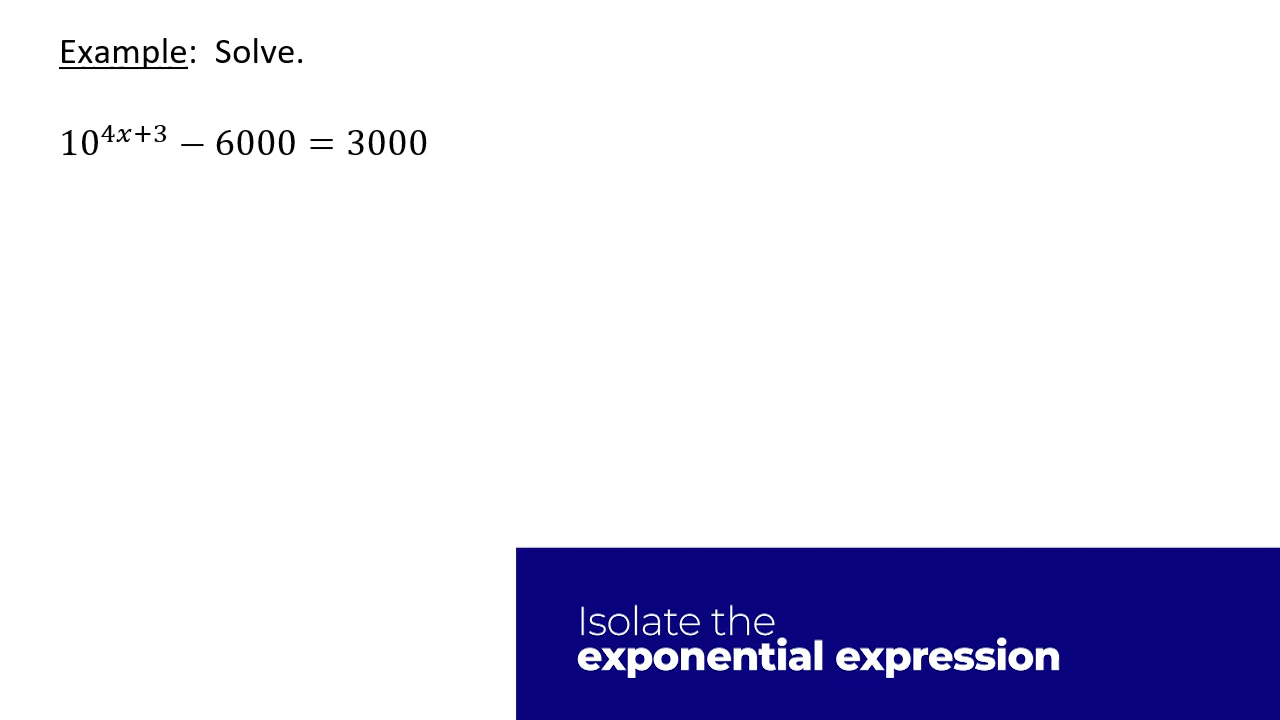 Example: Solve.
10^{4x+3} − 6000 = 3000
Isolate the
exponential expression